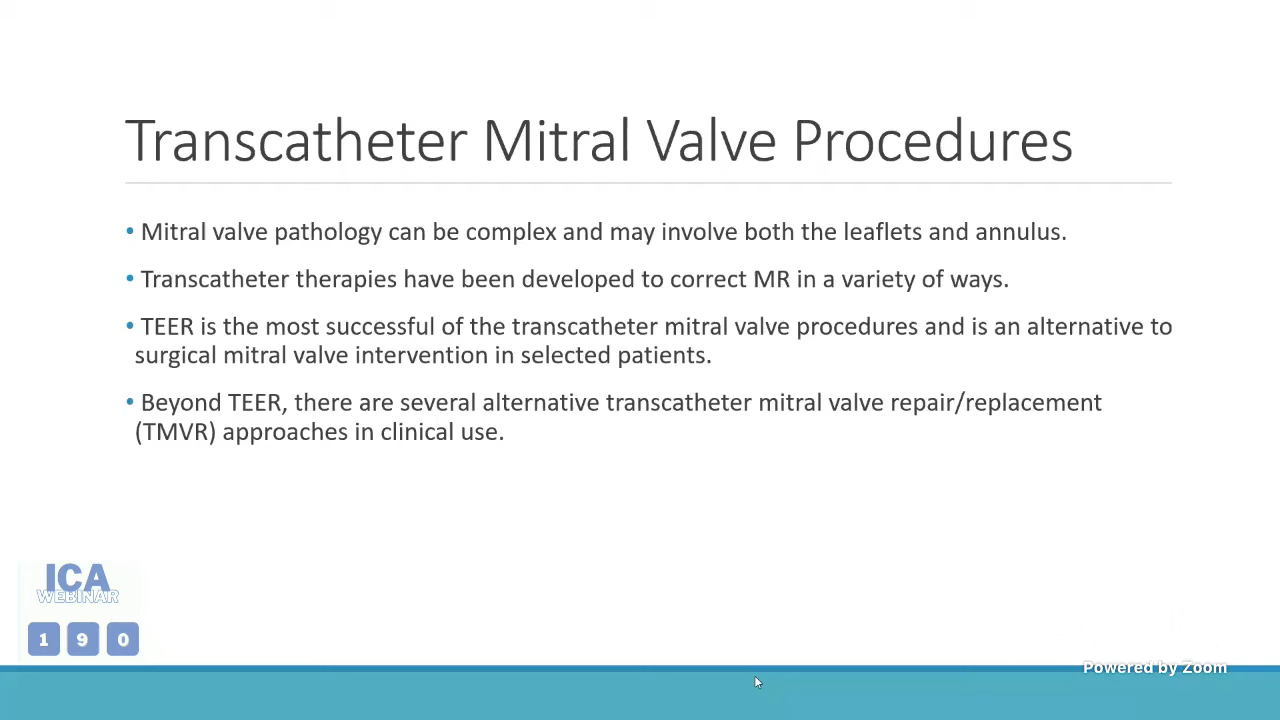 Transcatheter Mitral Valve Procedures
• Mitral valve pathology can be complex and may involve both the leaflets and annulus.
• Transcatheter therapies have been developed to correct MR in a variety of ways.
• TEER is the most successful of the transcatheter mitral valve procedures and is an alternative to
surgical mitral valve intervention in selected patients.
• Beyond TEER, there are several alternative transcatheter mitral valve repair/replacement
(TMVR) approaches in clinical use.
ICA
WEBINAR
1 9 0
Powered by Zoom